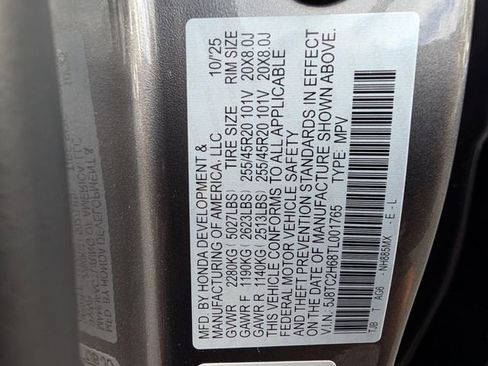 MFD. BY HONDA DEVELOPMENT &
MANUFACTURING OF AMERICA, LLC 10/25
TIRE SIZE RIM SIZE
GVWR 2280KG( 5027LBS)
GAWR F 1190KG( 2623LBS) 255/45R20 101V 20X8.0J
GAWR R 1140KG( 2513LBS) 255/45R20 101V 20X8.0J
THIS VEHICLE CONFORMS TO ALL APPLICABLE
FEDERAL MOTOR VEHICLE SAFETY
AND THEFT PREVENTION STANDARDS IN EFFECT
ON THE DATE OF MANUFACTURE SHOWN ABOVE.
V.I.N: 5J8TC2H68TL001765 TYPE: MPV
TJB T AG6 NH885MX - E - L